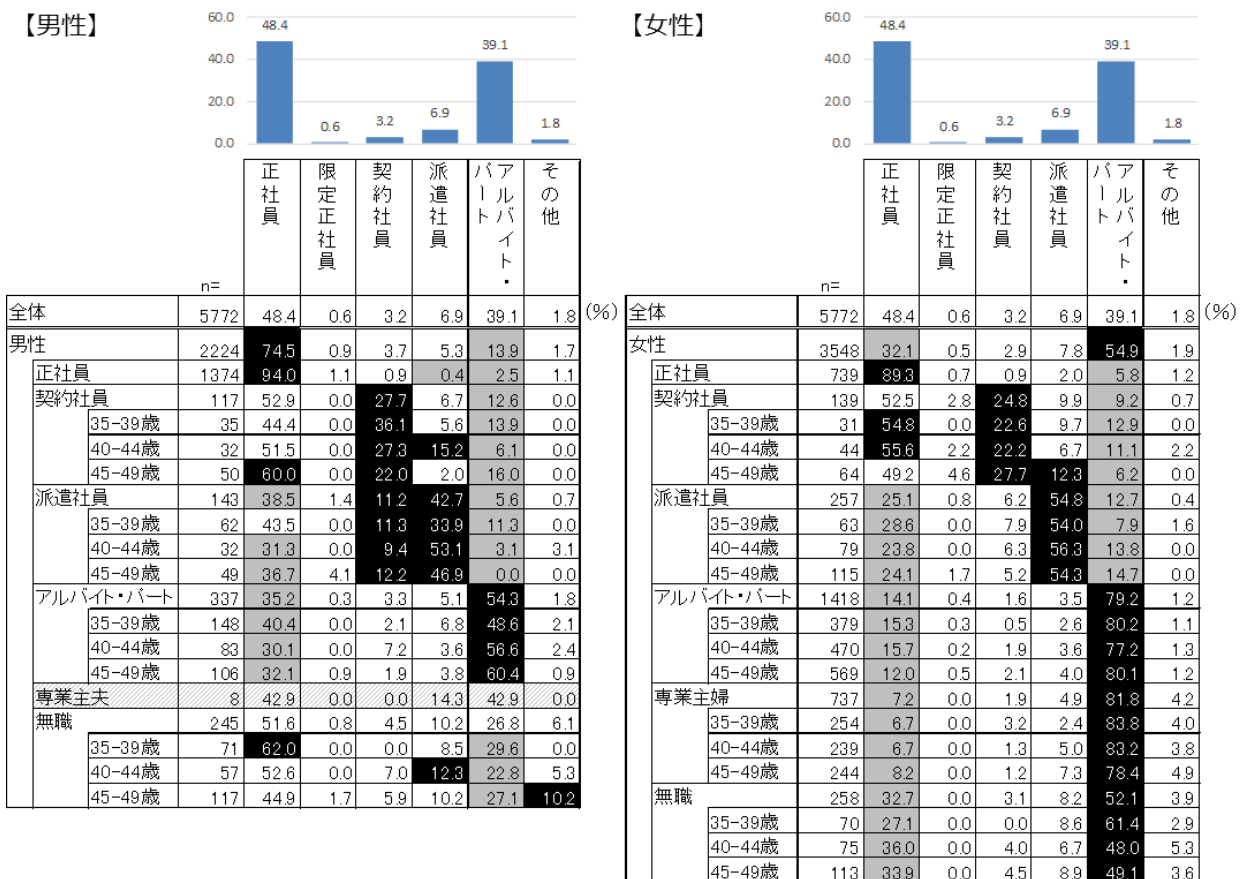 【男性】
60.0
40.0
20.0
0.0
48.4
0.6
3.2
6.9
39.1
1.8
正社員
限定正社員
契約社員
派遣社員
アルバイト・
パート
その他
n=
(%)
全体 5772 48.4 0.6 3.2 6.9 39.1 1.8
男性 2224 74.5 0.9 3.7 5.3 13.9 1.7
正社員 1374 94.0 1.1 0.9 0.4 2.5 1.1
契約社員 117 52.9 0.0 27.7 6.7 12.6 0.0
35-39歳 35 44.4 0.0 36.1 5.6 13.9 0.0
40-44歳 32 51.5 0.0 27.3 15.2 6.1 0.0
45-49歳 50 60.0 0.0 22.0 2.0 16.0 0.0
派遣社員 143 38.5 1.4 11.2 42.7 5.6 0.7
35-39歳 62 43.5 0.0 11.3 33.9 11.3 0.0
40-44歳 32 31.3 0.0 9.4 53.1 3.1 3.1
45-49歳 49 36.7 4.1 12.2 46.9 0.0 0.0
アルバイト・パート 337 35.2 0.3 3.3 5.1 54.3 1.8
35-39歳 148 40.4 0.0 2.1 6.8 48.6 2.1
40-44歳 83 30.1 0.0 7.2 3.6 56.6 2.4
45-49歳 106 32.1 0.9 1.9 3.8 60.4 0.9
専業主夫 8 42.9 0.0 0.0 14.3 42.9 0.0
無職 245 51.6 0.8 4.5 10.2 26.8 6.1
35-39歳 71 62.0 0.0 0.0 8.5 29.6 0.0
40-44歳 57 52.6 0.0 7.0 12.3 22.8 5.3
45-49歳 117 44.9 1.7 5.9 10.2 27.1 10.2
【女性】
60.0
40.0
20.0
0.0
48.4
0.6
3.2
6.9
39.1
1.8
正社員
限定正社員
契約社員
派遣社員
アルバイト・
パート
その他
n=
(%)
全体 5772 48.4 0.6 3.2 6.9 39.1 1.8
女性 3548 32.1 0.5 2.9 7.8 54.9 1.9
正社員 739 89.3 0.7 0.9 2.0 5.8 1.2
契約社員 139 52.5 2.8 24.8 9.9 9.2 0.7
35-39歳 31 54.8 0.0 22.6 9.7 12.9 0.0
40-44歳 44 55.6 2.2 22.2 6.7 11.1 2.2
45-49歳 64 49.2 4.6 27.7 12.3 6.2 0.0
派遣社員 257 25.1 0.8 6.2 54.8 12.7 0.4
35-39歳 63 28.6 0.0 7.9 54.0 7.9 1.6
40-44歳 79 23.8 0.0 6.3 56.3 13.8 0.0
45-49歳 115 24.1 1.7 5.2 54.3 14.7 0.0
アルバイト・パート 1418 14.1 0.4 1.6 3.5 79.2 1.2
35-39歳 379 15.3 0.3 0.5 2.6 80.2 1.1
40-44歳 470 15.7 0.2 1.9 3.6 77.2 1.3
45-49歳 569 12.0 0.5 2.1 4.0 80.1 1.2
専業主婦 737 7.2 0.0 1.9 4.9 81.8 4.2
35-39歳 254 6.7 0.0 3.2 2.4 83.8 4.0
40-44歳 239 6.7 0.0 1.3 5.0 83.2 3.8
45-49歳 244 8.2 0.0 1.2 7.3 78.4 4.9
無職 258 32.7 0.0 3.1 8.2 52.1 3.9
35-39歳 70 27.1 0.0 0.0 8.6 61.4 2.9
40-44歳 75 36.0 0.0 4.0 6.7 48.0 5.3
45-49歳 113 33.9 0.0 4.5 8.9 49.1 3.6